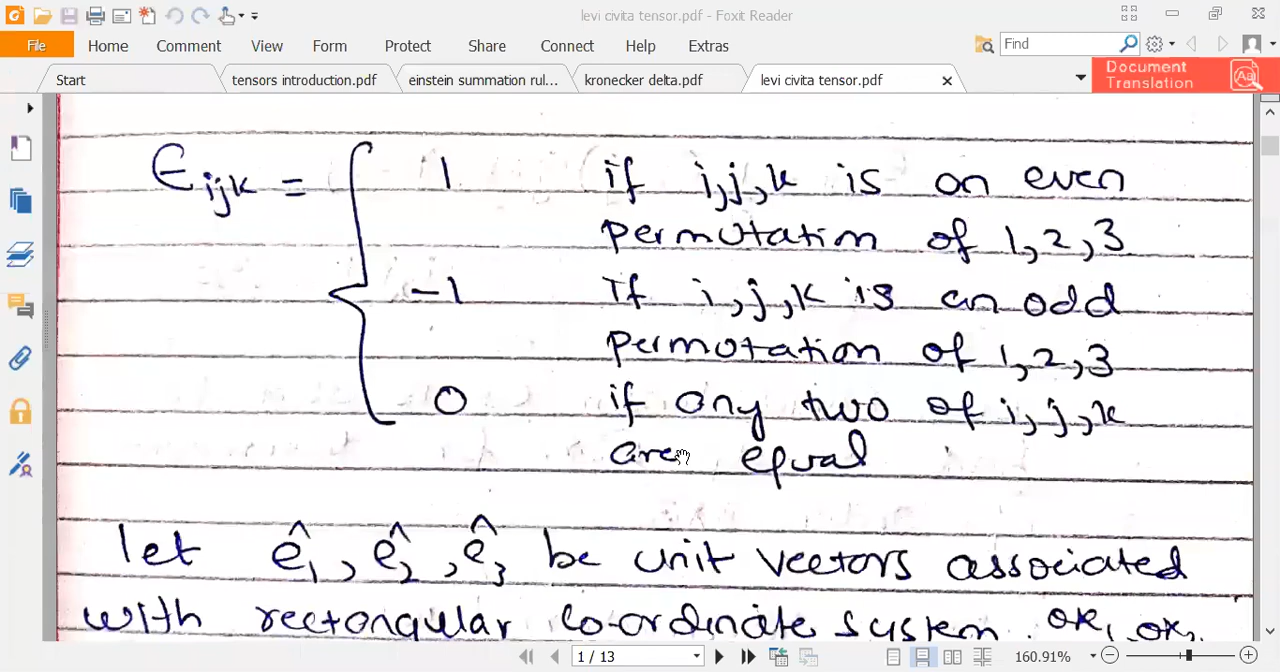 levi civita tensor.pdf - Foxit Reader
File Home Comment View Form Protect Share Connect Help Extras Find
Start tensors introduction.pdf einstein summation rul... kronecker delta.pdf levi civita tensor.pdf Document Translation
ϵijk = { 1 if i,j,k is an even
permutation of 1,2,3
-1 If i,j,k is an odd
permutation of 1,2,3
0 if any two of i,j,k
are equal
let ê1, ê2, ê3 be unit vectors associated
with rectangular co-ordinate system ox1, ox2,
1 / 13 160.91%